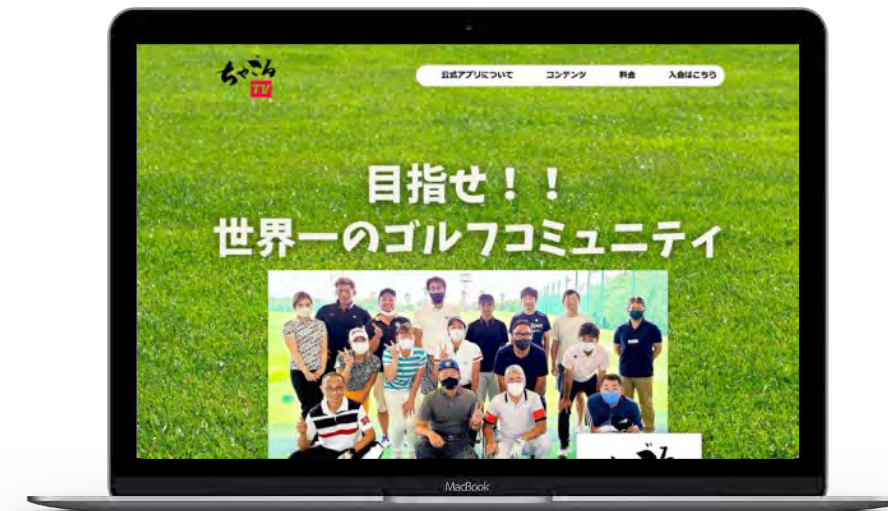 ちゃごる
TV
公式アプリについて コンテンツ 料金 入会はこちら
目指せ！！
世界一のゴルフコミュニティ
MacBook